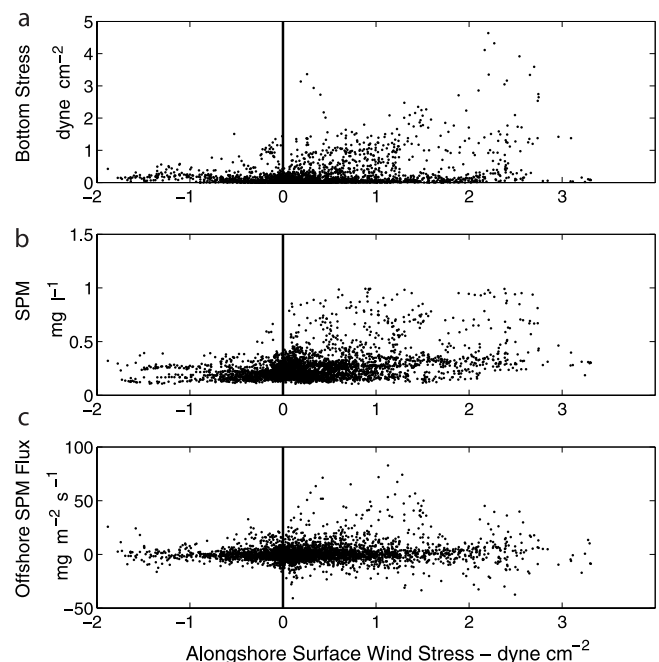 a
Bottom Stress
dyne cm⁻²
5
4
3
2
1
0
−2 −1 0 1 2 3
b
SPM
mg l⁻¹
1.5
1
0.5
0
−2 −1 0 1 2 3
c
Offshore SPM Flux
mg m⁻² s⁻¹
100
50
0
−50
−2 −1 0 1 2 3
Alongshore Surface Wind Stress – dyne cm⁻²